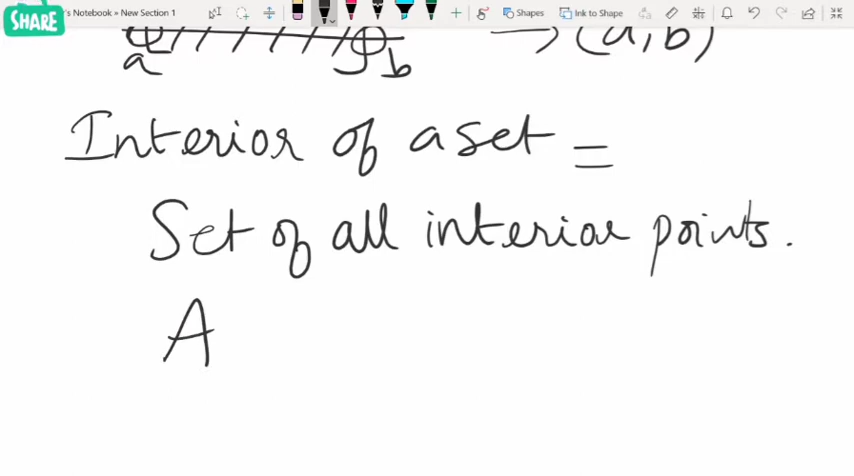 SHARE 's Notebook » New Section 1 Shapes Ink to Shape
a b → (a, b)
Interior of a set =
Set of all interior points.
A